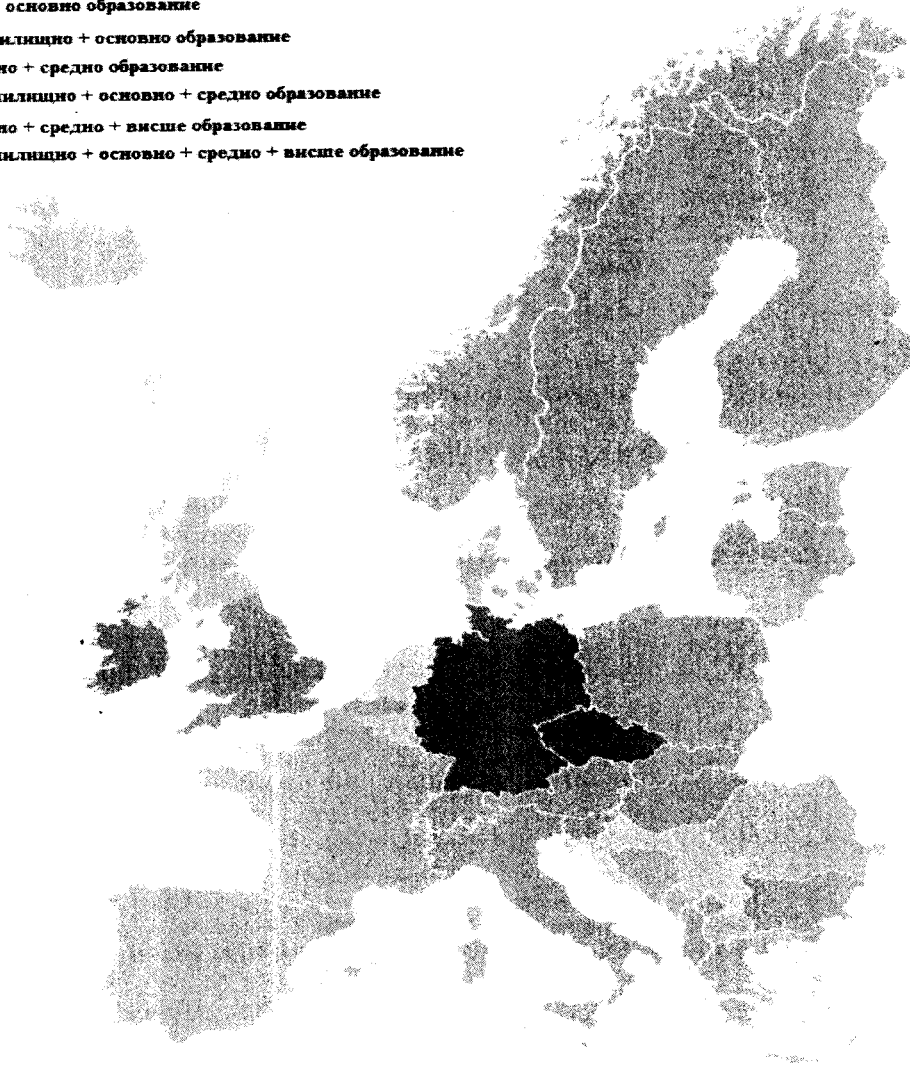 основно образование
илищно + основно образование
но + средно образование
илищно + основно + средно образование
но + средно + висше образование
илищно + основно + средно + висше образование